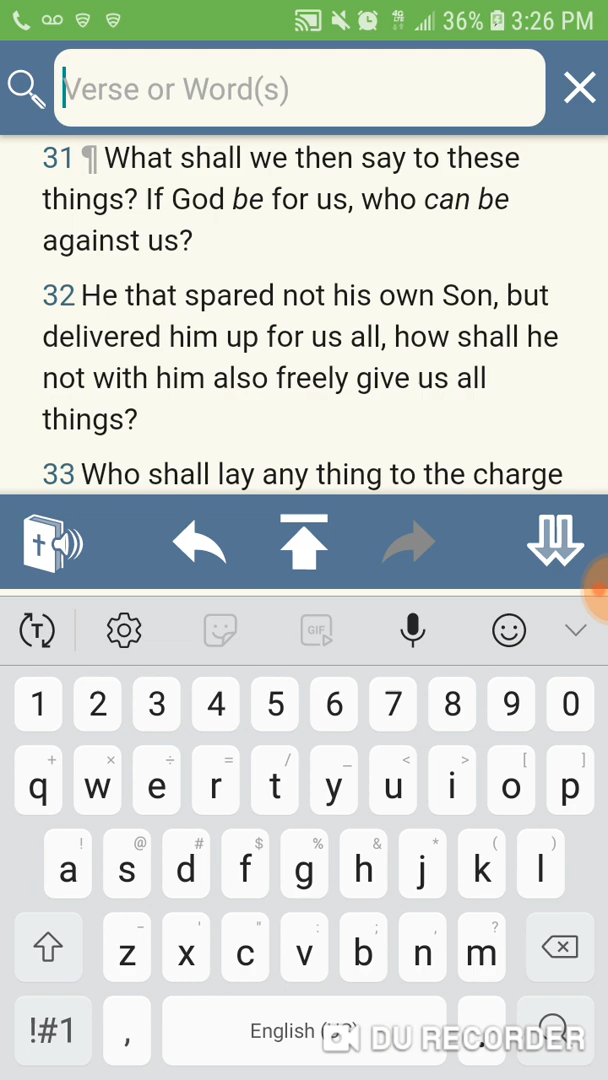 36% 3:26 PM
Verse or Word(s)
31 ¶ What shall we then say to these
things? If God be for us, who can be
against us?
32 He that spared not his own Son, but
delivered him up for us all, how shall he
not with him also freely give us all
things?
33 Who shall lay any thing to the charge
T GIF
1 2 3 4 5 6 7 8 9 0
+ × ÷ = / _ < > [ ]
q w e r t y u i o p
! @ # $ % & * ( )
a s d f g h j k l
- ' " : ; , ?
z x c v b n m
!#1 , English (US) .
DU RECORDER